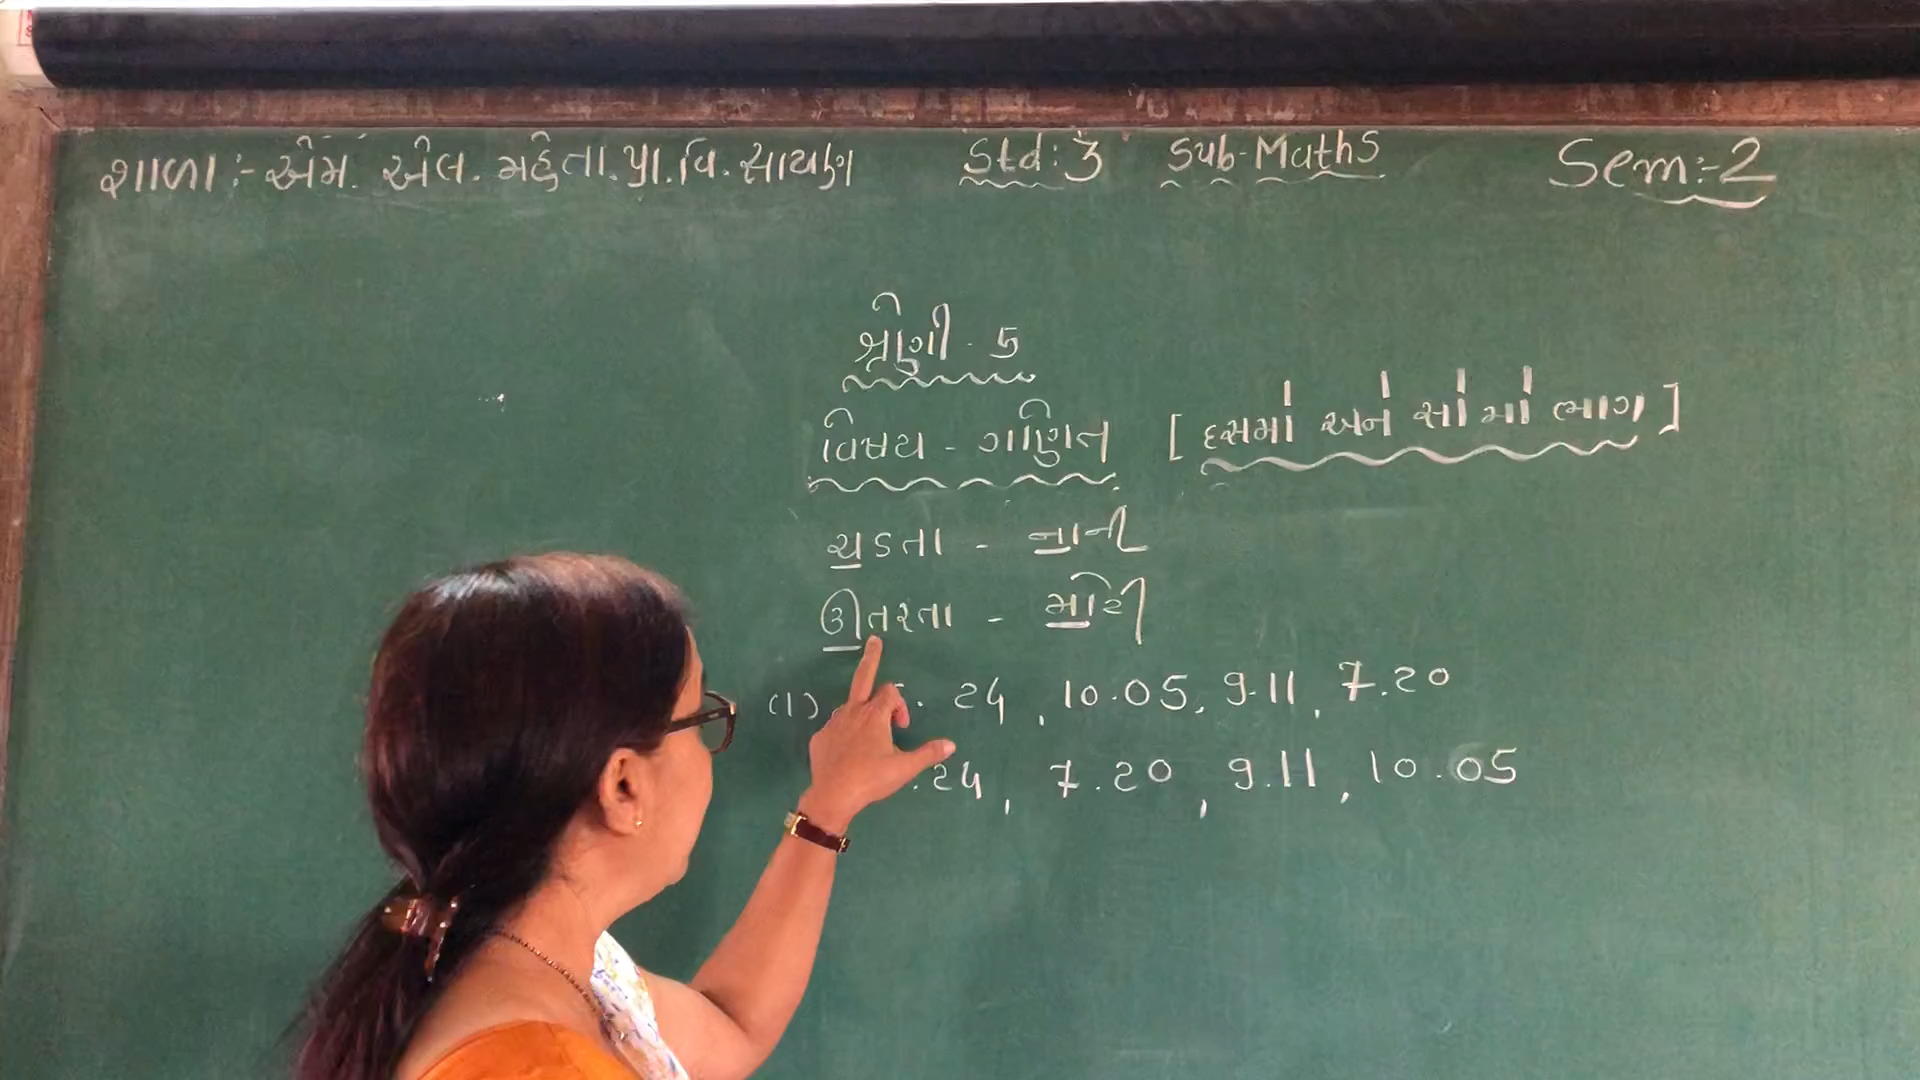 શાળા :- એમ. એલ. મહેતા. પ્રા. વિ. સાયણ Std: 3 Sub-Maths Sem:-2
શ્રેણી - 5
વિષય - ગણિત [ દસમાં અને સો માં ભાગ ]
ચડતા - નાની
ઊતરતા - મોટી
(1) . 24 , 10.05, 9.11 , 7.20
.24 , 7.20 , 9.11 , 10.05